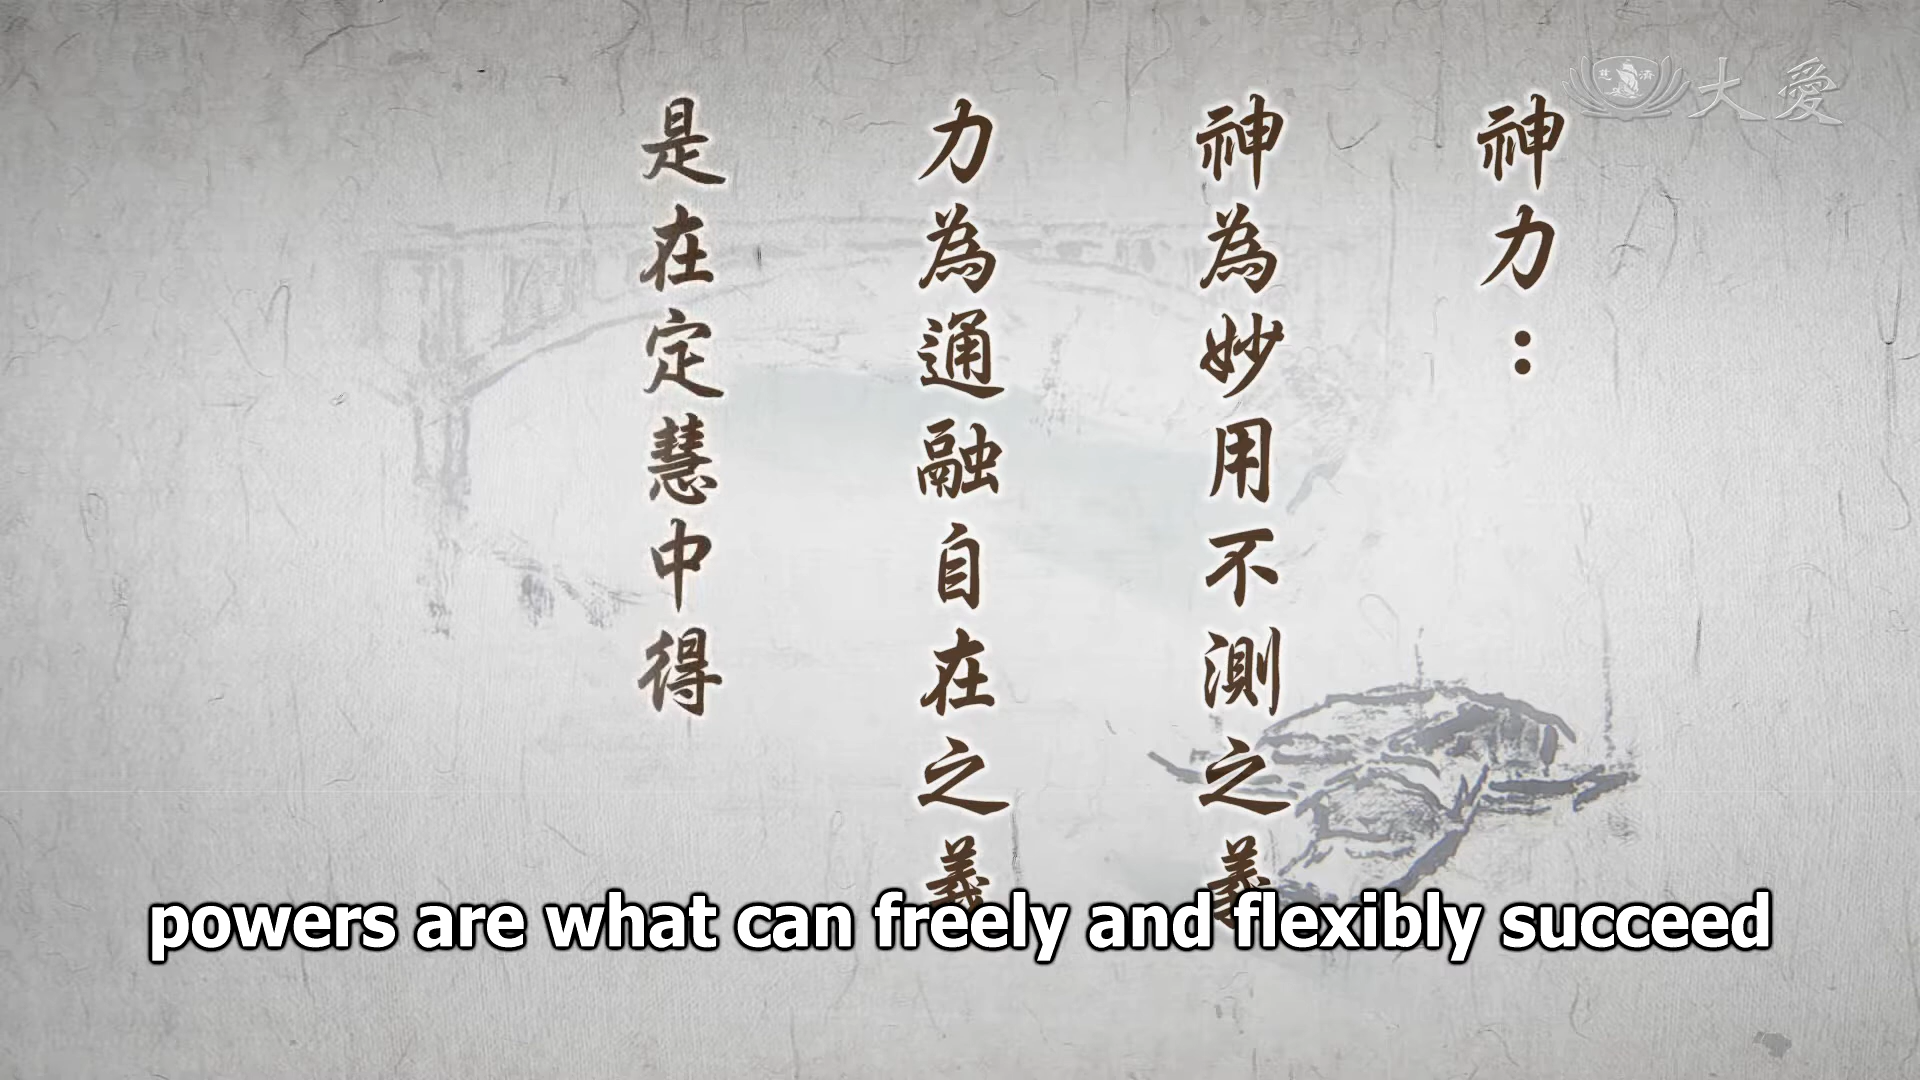 大愛
神力：
神為妙用不測之義
力為通融自在之義
是在定慧中得
powers are what can freely and flexibly succeed